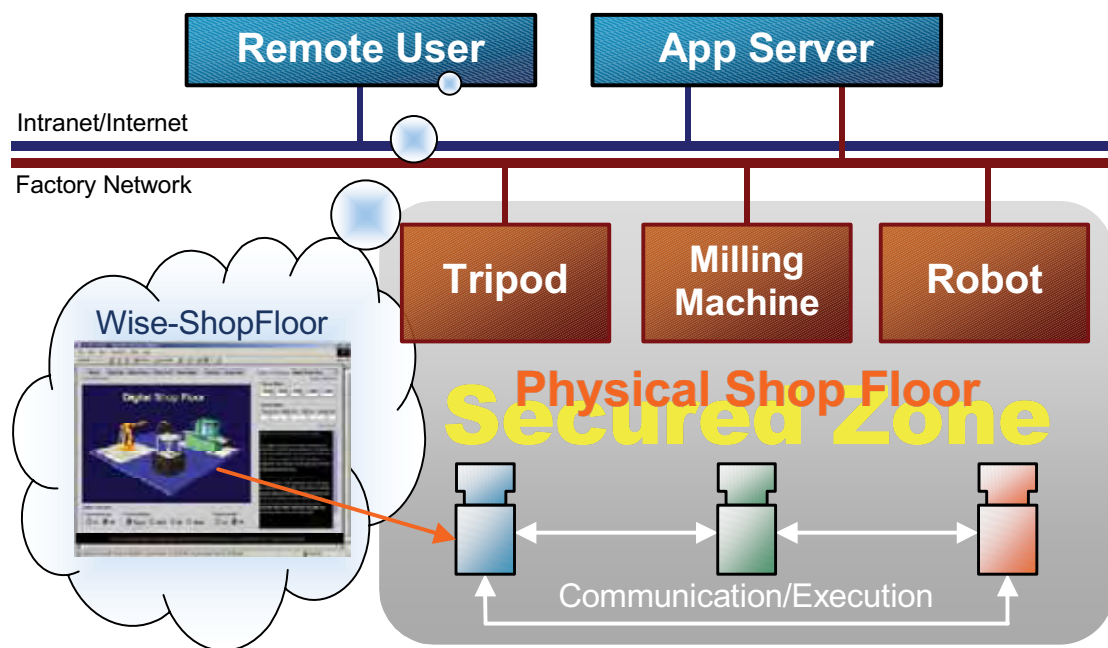 Remote User
App Server
Intranet/Internet
Factory Network
Tripod
Milling
Machine
Robot
Wise-ShopFloor
Digital Shop Floor
Physical Shop Floor
Secured Zone
Communication/Execution